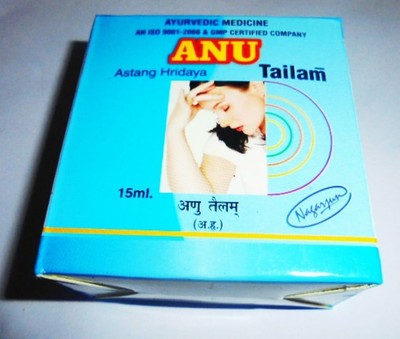 AYURVEDIC MEDICINE
AN ISO 9001-2008 & GMP CERTIFIED COMPANY
ANU
Astang Hridaya Tailam
15ml.
अणु तैलम्
(अ.ह.)
Nagarjun